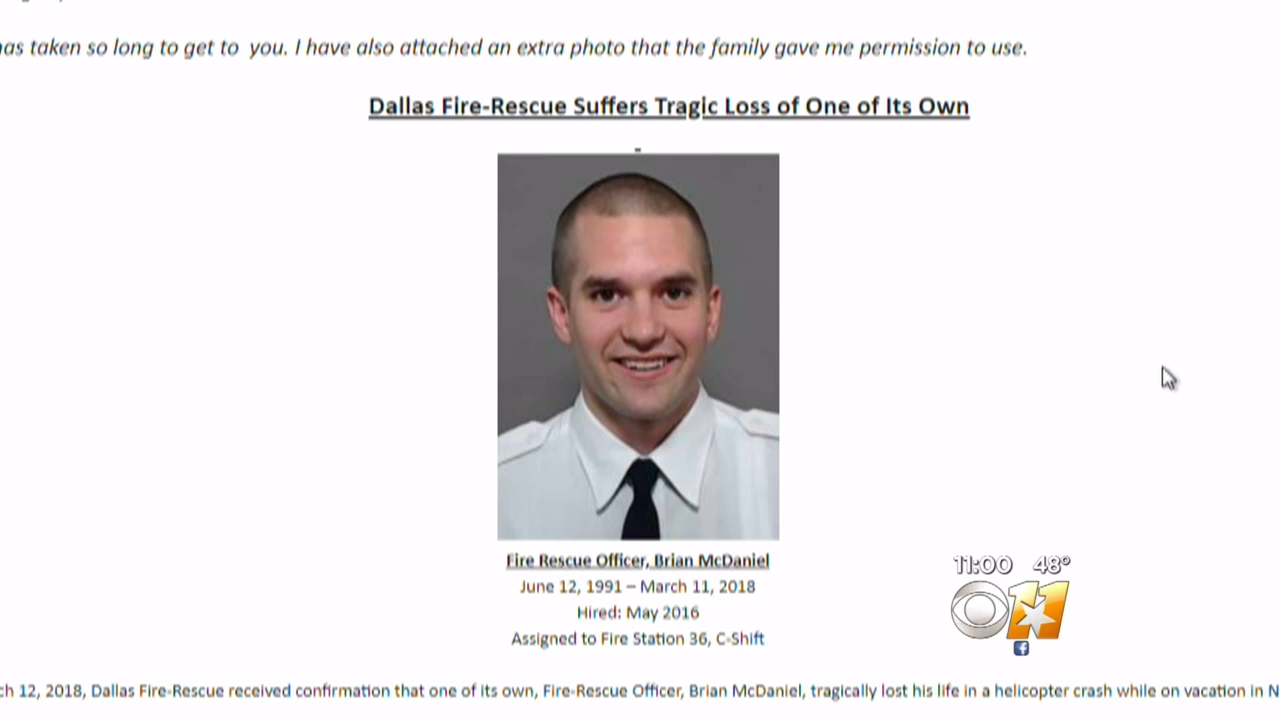 has taken so long to get to you. I have also attached an extra photo that the family gave me permission to use.
Dallas Fire-Rescue Suffers Tragic Loss of One of Its Own
Fire Rescue Officer, Brian McDaniel
June 12, 1991 – March 11, 2018
Hired: May 2016
Assigned to Fire Station 36, C-Shift
11:00 48°
11
f
ch 12, 2018, Dallas Fire-Rescue received confirmation that one of its own, Fire-Rescue Officer, Brian McDaniel, tragically lost his life in a helicopter crash while on vacation in N